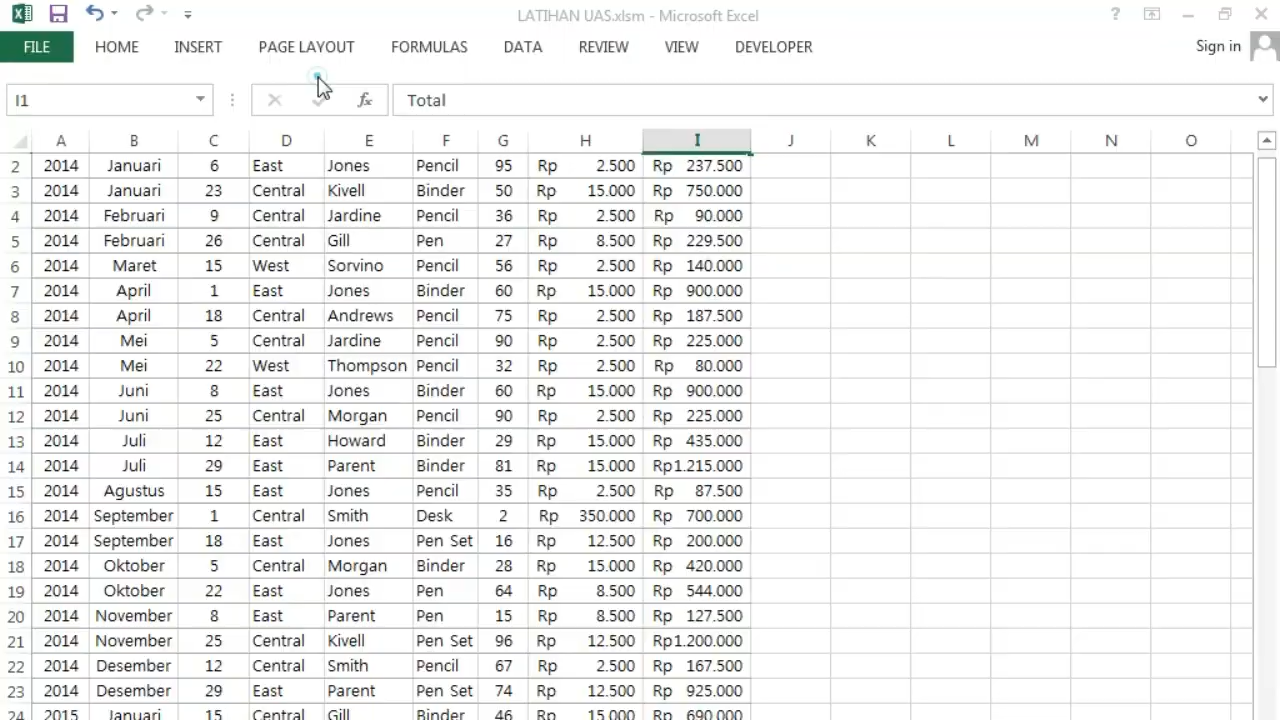 LATIHAN UAS.xlsm - Microsoft Excel ?
FILE HOME INSERT PAGE LAYOUT FORMULAS DATA REVIEW VIEW DEVELOPER Sign in
I1 fx Total
A B C D E F G H I J K L M N O
2 2014 Januari 6 East Jones Pencil 95 Rp 2.500 Rp 237.500
3 2014 Januari 23 Central Kivell Binder 50 Rp 15.000 Rp 750.000
4 2014 Februari 9 Central Jardine Pencil 36 Rp 2.500 Rp 90.000
5 2014 Februari 26 Central Gill Pen 27 Rp 8.500 Rp 229.500
6 2014 Maret 15 West Sorvino Pencil 56 Rp 2.500 Rp 140.000
7 2014 April 1 East Jones Binder 60 Rp 15.000 Rp 900.000
8 2014 April 18 Central Andrews Pencil 75 Rp 2.500 Rp 187.500
9 2014 Mei 5 Central Jardine Pencil 90 Rp 2.500 Rp 225.000
10 2014 Mei 22 West Thompson Pencil 32 Rp 2.500 Rp 80.000
11 2014 Juni 8 East Jones Binder 60 Rp 15.000 Rp 900.000
12 2014 Juni 25 Central Morgan Pencil 90 Rp 2.500 Rp 225.000
13 2014 Juli 12 East Howard Binder 29 Rp 15.000 Rp 435.000
14 2014 Juli 29 East Parent Binder 81 Rp 15.000 Rp1.215.000
15 2014 Agustus 15 East Jones Pencil 35 Rp 2.500 Rp 87.500
16 2014 September 1 Central Smith Desk 2 Rp 350.000 Rp 700.000
17 2014 September 18 East Jones Pen Set 16 Rp 12.500 Rp 200.000
18 2014 Oktober 5 Central Morgan Binder 28 Rp 15.000 Rp 420.000
19 2014 Oktober 22 East Jones Pen 64 Rp 8.500 Rp 544.000
20 2014 November 8 East Parent Pen 15 Rp 8.500 Rp 127.500
21 2014 November 25 Central Kivell Pen Set 96 Rp 12.500 Rp1.200.000
22 2014 Desember 12 Central Smith Pencil 67 Rp 2.500 Rp 167.500
23 2014 Desember 29 East Parent Pen Set 74 Rp 12.500 Rp 925.000
24 2015 Januari 15 Central Gill Binder 46 Rp 15.000 Rp 690.000